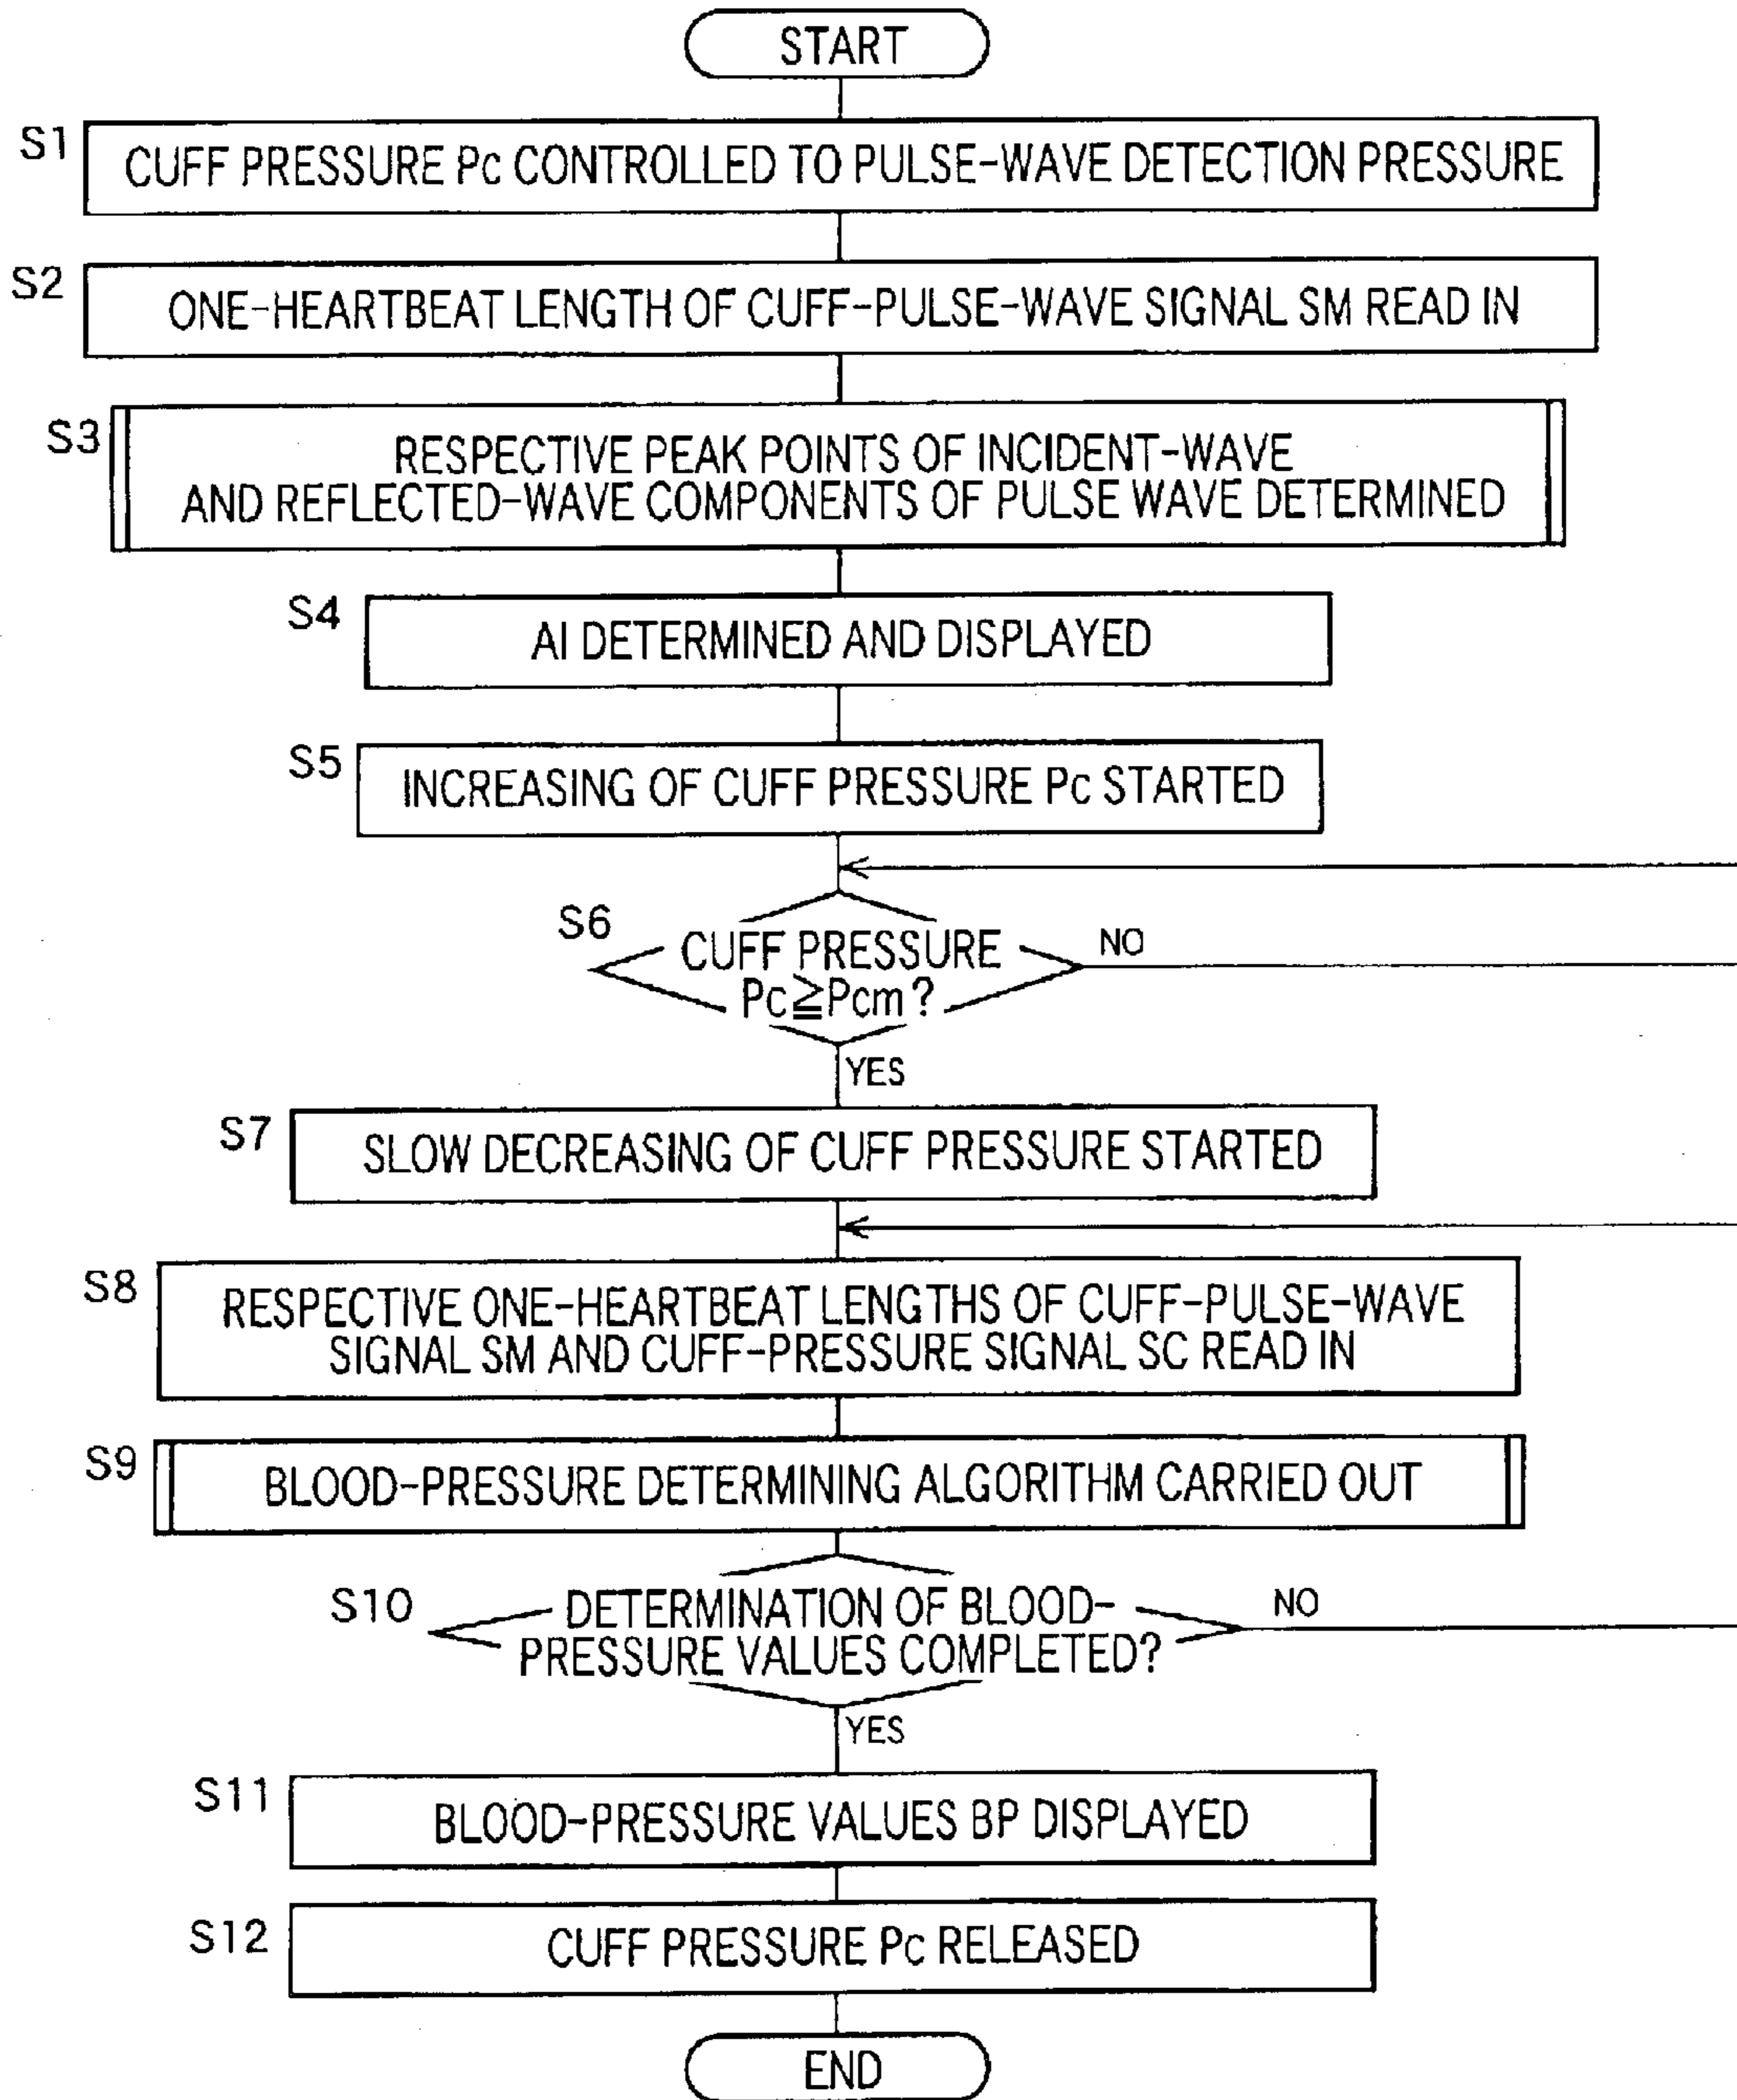 START
S1
CUFF PRESSURE Pc CONTROLLED TO PULSE-WAVE DETECTION PRESSURE
S2
ONE-HEARTBEAT LENGTH OF CUFF-PULSE-WAVE SIGNAL SM READ IN
S3
RESPECTIVE PEAK POINTS OF INCIDENT-WAVE
AND REFLECTED-WAVE COMPONENTS OF PULSE WAVE DETERMINED
S4
AI DETERMINED AND DISPLAYED
S5
INCREASING OF CUFF PRESSURE Pc STARTED
S6
CUFF PRESSURE
Pc≧Pcm?
NO
YES
S7
SLOW DECREASING OF CUFF PRESSURE STARTED
S8
RESPECTIVE ONE-HEARTBEAT LENGTHS OF CUFF-PULSE-WAVE
SIGNAL SM AND CUFF-PRESSURE SIGNAL SC READ IN
S9
BLOOD-PRESSURE DETERMINING ALGORITHM CARRIED OUT
S10
DETERMINATION OF BLOOD-
PRESSURE VALUES COMPLETED?
NO
YES
S11
BLOOD-PRESSURE VALUES BP DISPLAYED
S12
CUFF PRESSURE Pc RELEASED
END